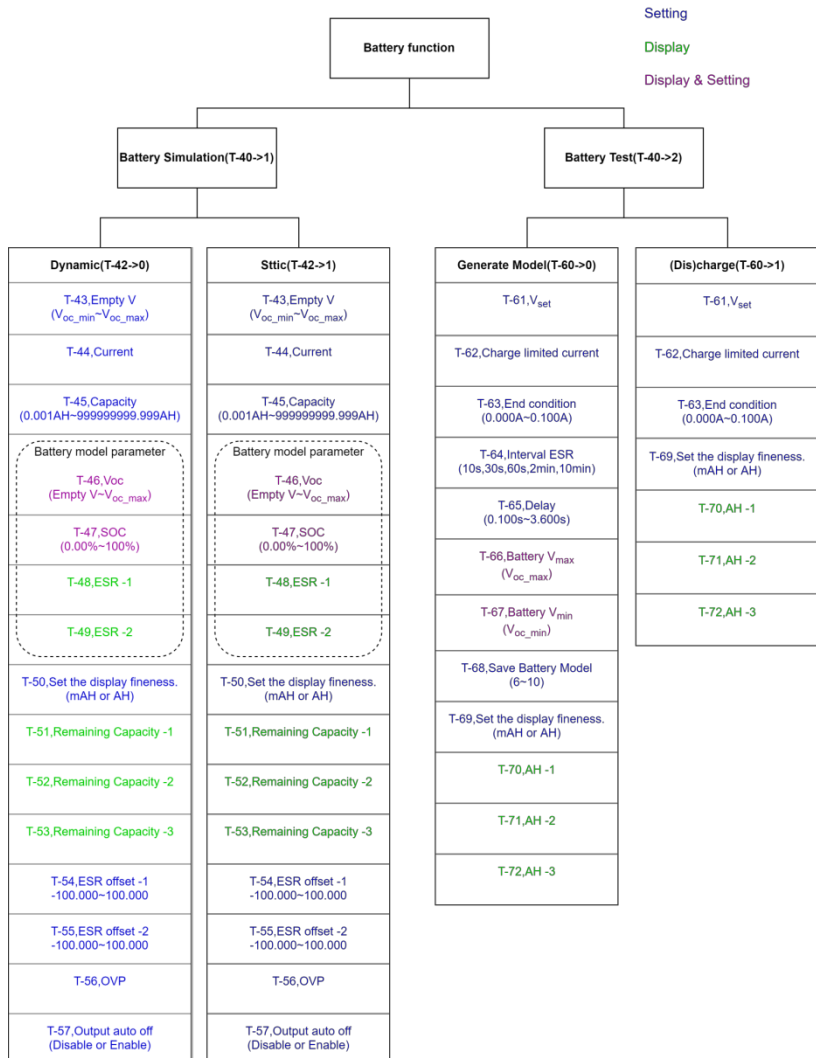 Setting
Display
Display & Setting
Battery function
Battery Simulation(T-40->1)
Battery Test(T-40->2)
Dynamic(T-42->0)
T-43,Empty V
(Voc_min~Voc_max)
T-44,Current
T-45,Capacity
(0.001AH~999999999.999AH)
Battery model parameter
T-46,Voc
(Empty V~Voc_max)
T-47,SOC
(0.00%~100%)
T-48,ESR -1
T-49,ESR -2
T-50,Set the display fineness.
(mAH or AH)
T-51,Remaining Capacity -1
T-52,Remaining Capacity -2
T-53,Remaining Capacity -3
T-54,ESR offset -1
-100.000~100.000
T-55,ESR offset -2
-100.000~100.000
T-56,OVP
T-57,Output auto off
(Disable or Enable)
Sttic(T-42->1)
T-43,Empty V
(Voc_min~Voc_max)
T-44,Current
T-45,Capacity
(0.001AH~999999999.999AH)
Battery model parameter
T-46,Voc
(Empty V~Voc_max)
T-47,SOC
(0.00%~100%)
T-48,ESR -1
T-49,ESR -2
T-50,Set the display fineness.
(mAH or AH)
T-51,Remaining Capacity -1
T-52,Remaining Capacity -2
T-53,Remaining Capacity -3
T-54,ESR offset -1
-100.000~100.000
T-55,ESR offset -2
-100.000~100.000
T-56,OVP
T-57,Output auto off
(Disable or Enable)
Generate Model(T-60->0)
T-61,Vset
T-62,Charge limited current
T-63,End condition
(0.000A~0.100A)
T-64,Interval ESR
(10s,30s,60s,2min,10min)
T-65,Delay
(0.100s~3.600s)
T-66,Battery Vmax
(Voc_max)
T-67,Battery Vmin
(Voc_min)
T-68,Save Battery Model
(6~10)
T-69,Set the display fineness.
(mAH or AH)
T-70,AH -1
T-71,AH -2
T-72,AH -3
(Dis)charge(T-60->1)
T-61,Vset
T-62,Charge limited current
T-63,End condition
(0.000A~0.100A)
T-69,Set the display fineness.
(mAH or AH)
T-70,AH -1
T-71,AH -2
T-72,AH -3